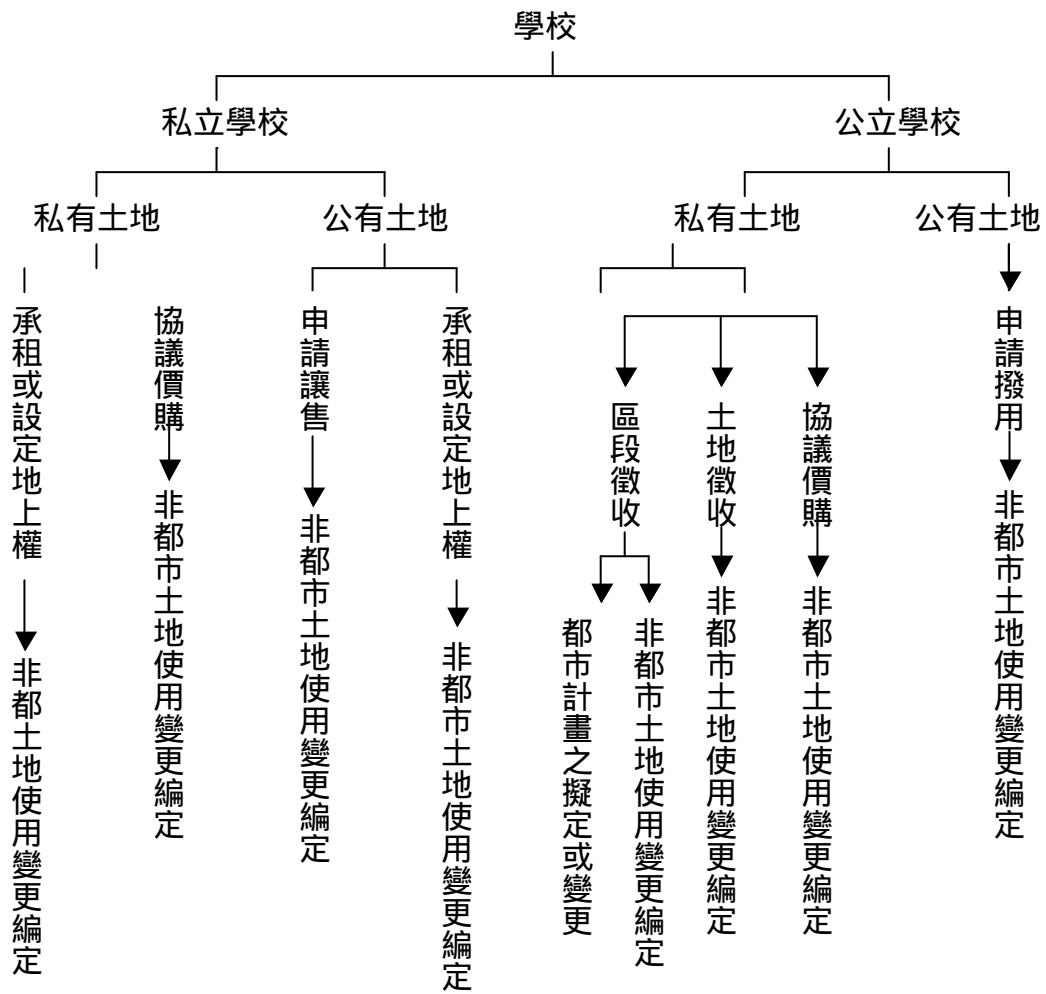 學校
私立學校
公立學校
私有土地
公有土地
私有土地
公有土地
承租或設定地上權
協議價購
申請讓售
承租或設定地上權
區段徵收
土地徵收
協議價購
申請撥用
非都土地使用變更編定
非都市土地使用變更編定
非都市土地使用變更編定
非都市土地使用變更編定
都市計畫之擬定或變更
非都市土地使用變更編定
非都市土地使用變更編定
非都市土地使用變更編定
非都市土地使用變更編定